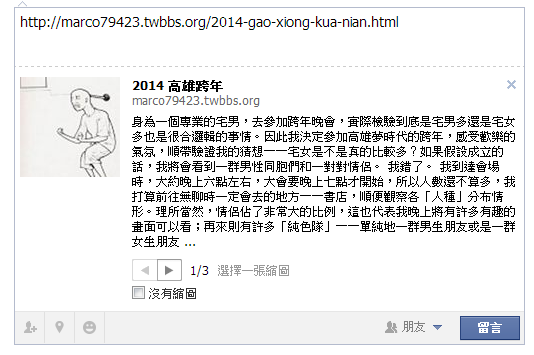 http://marco79423.twbbs.org/2014-gao-xiong-kua-nian.html
2014 高雄跨年
marco79423.twbbs.org
身為一個專業的宅男，去參加跨年晚會，實際檢驗到底是宅男多還是宅女
多也是很合邏輯的事情。因此我決定參加高雄夢時代的跨年，感受歡樂的
氣氛，順帶驗證我的猜想一一宅女是不是真的比較多？如果假設成立的
話，我將會看到一群男性同胞們和一對對情侶。 我錯了。 我到達會場
時，大約晚上六點左右，大會要晚上七點才開始，所以人數還不算多，我
打算前往無聊時一定會去的地方一一書店，順便觀察各「人種」分布情
形。理所當然，情侶佔了非常大的比例，這也代表我晚上將有許多有趣的
畫面可以看；再來則有許多「純色隊」一一單純地一群男生朋友或是一群
女生朋友 ...
1/3 選擇一張縮圖
沒有縮圖
朋友
留言